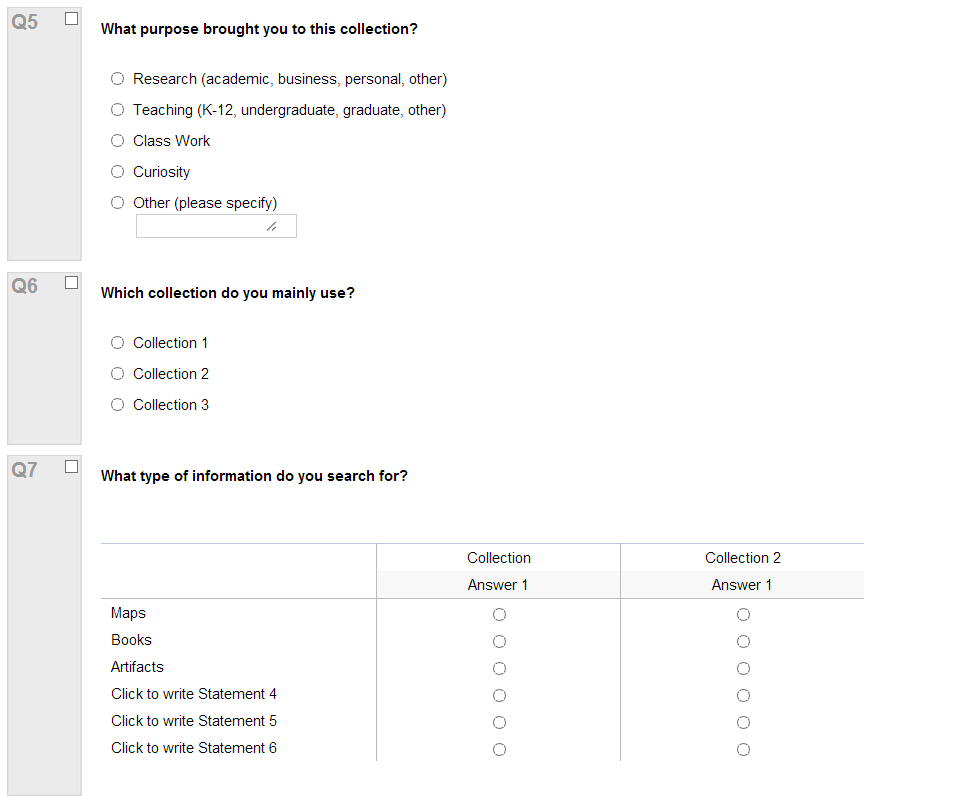 Q5
What purpose brought you to this collection?
Research (academic, business, personal, other)
Teaching (K-12, undergraduate, graduate, other)
Class Work
Curiosity
Other (please specify)
Q6
Which collection do you mainly use?
Collection 1
Collection 2
Collection 3
Q7
What type of information do you search for?
Collection Collection 2
Answer 1 Answer 1
Maps
Books
Artifacts
Click to write Statement 4
Click to write Statement 5
Click to write Statement 6